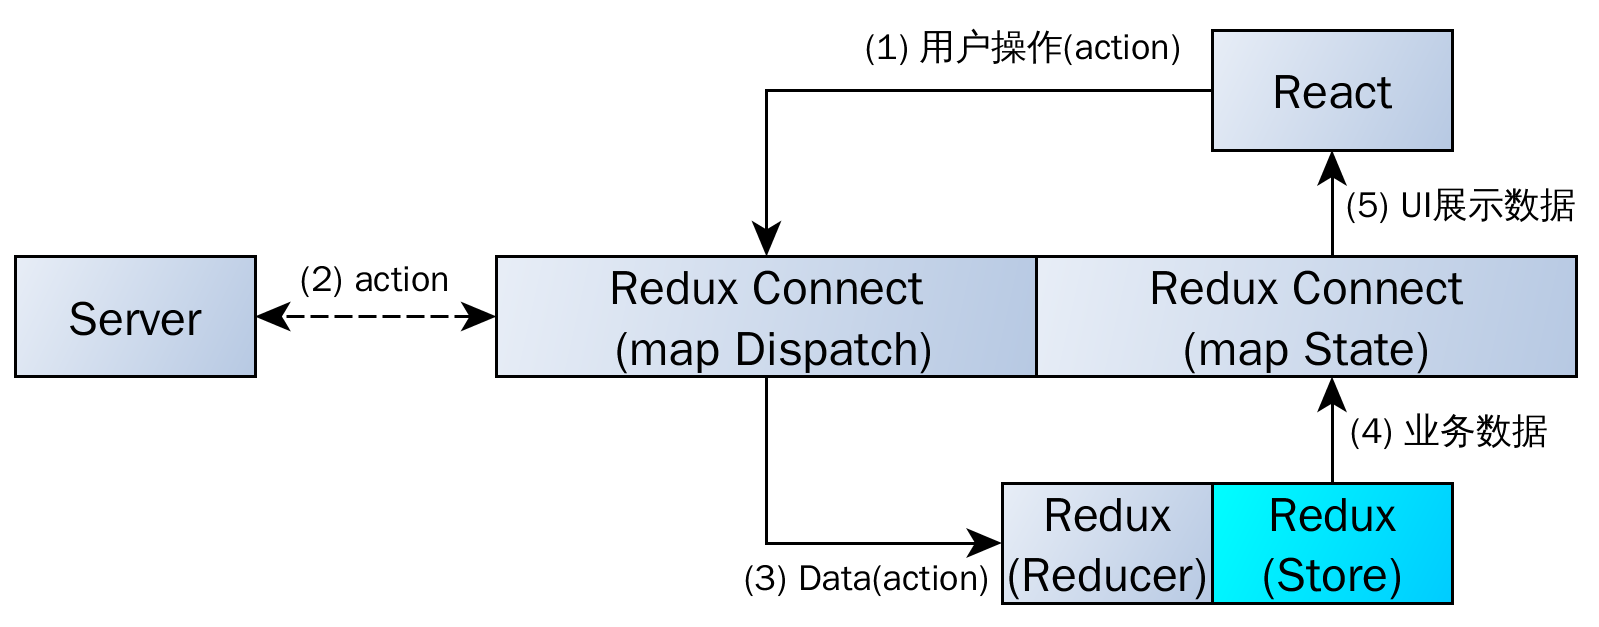 (1) 用户操作(action)
React
(5) UI展示数据
Server
(2) action
Redux Connect
(map Dispatch)
Redux Connect
(map State)
(4) 业务数据
(3) Data(action)
Redux
(Reducer)
Redux
(Store)